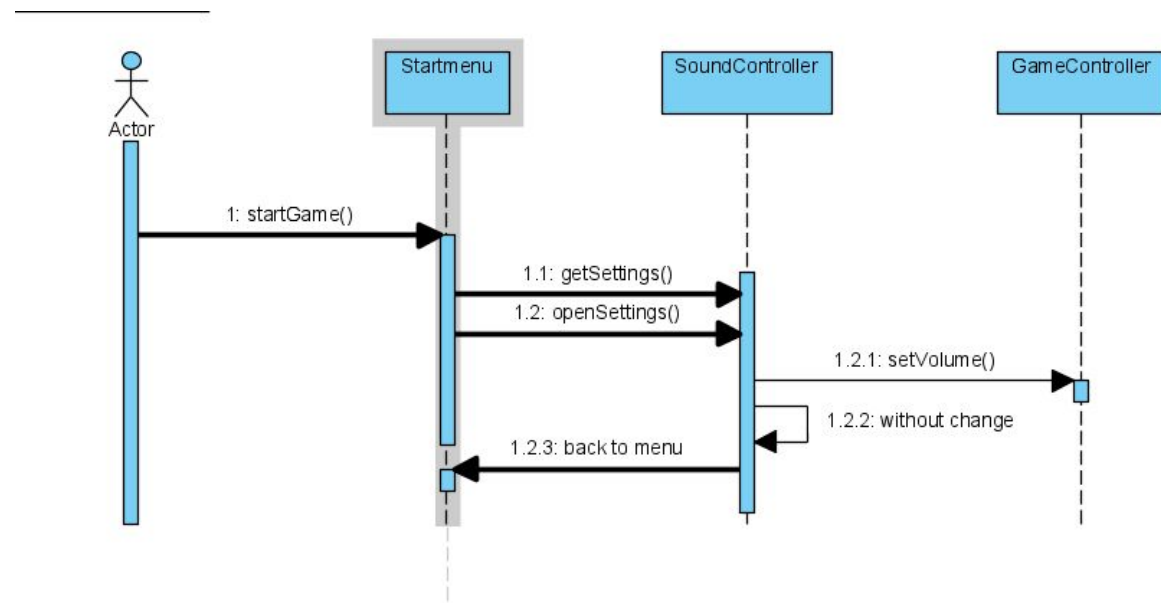 Startmenu
SoundController
GameController
Actor
1: startGame()
1.1: getSettings()
1.2: openSettings()
1.2.1: setVolume()
1.2.2: without change
1.2.3: back to menu